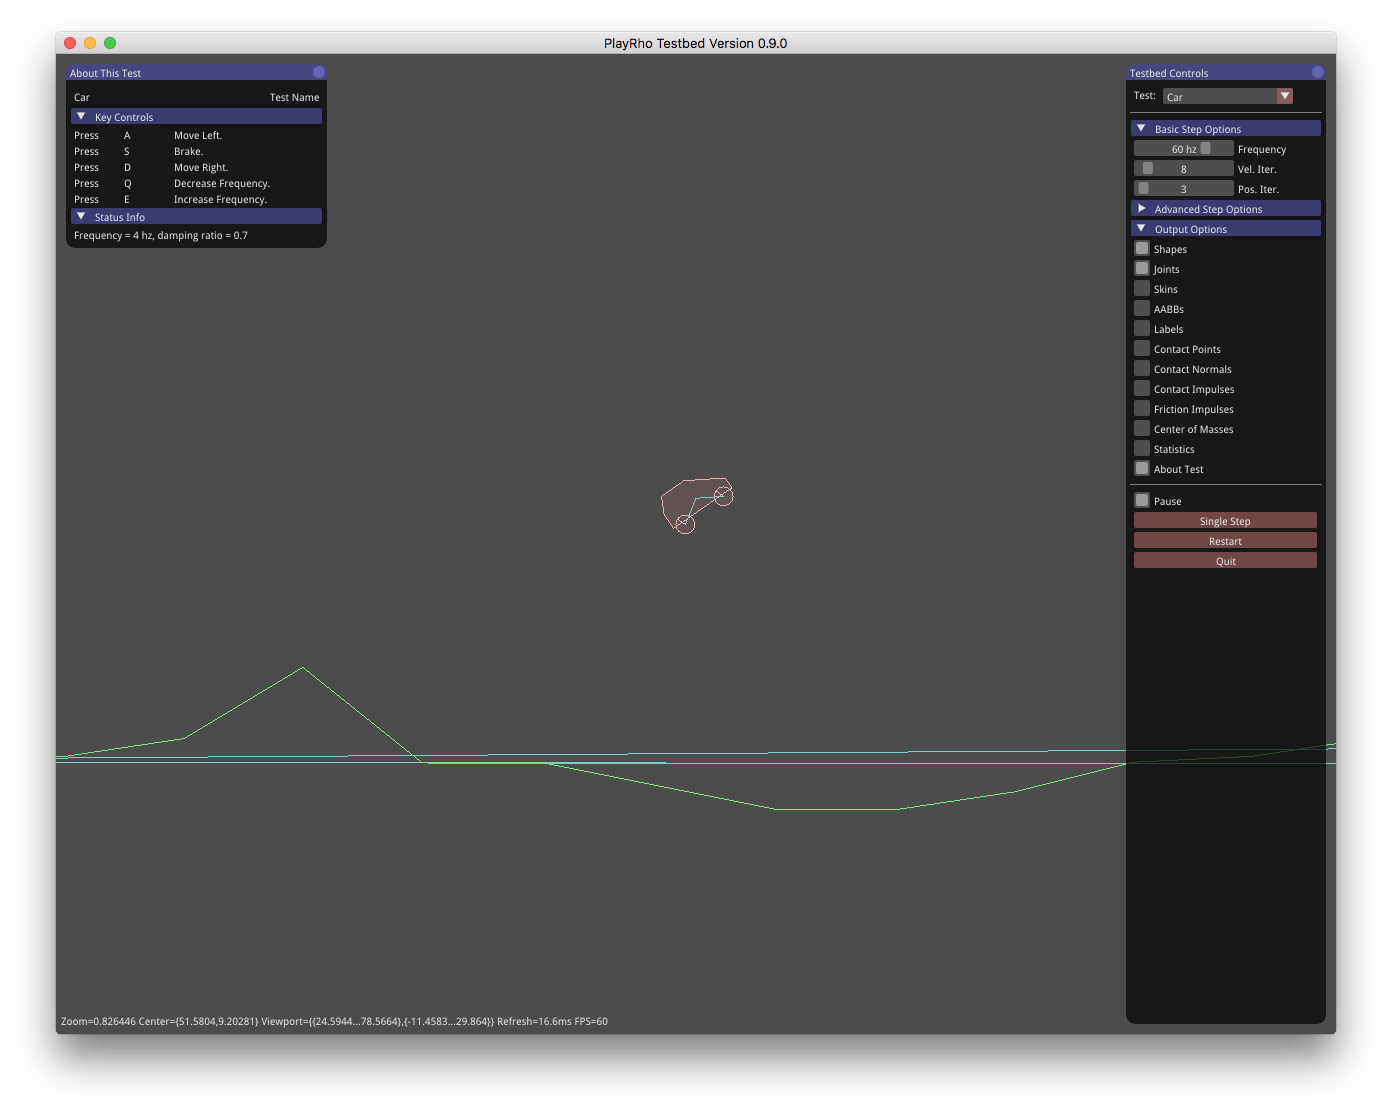 PlayRho Testbed Version 0.9.0
About This Test
Car Test Name
Key Controls
Press A Move Left.
Press S Brake.
Press D Move Right.
Press Q Decrease Frequency.
Press E Increase Frequency.
Status Info
Frequency = 4 hz, damping ratio = 0.7
Testbed Controls
Test: Car
Basic Step Options
60 hz Frequency
8 Vel. Iter.
3 Pos. Iter.
Advanced Step Options
Output Options
Shapes
Joints
Skins
AABBs
Labels
Contact Points
Contact Normals
Contact Impulses
Friction Impulses
Center of Masses
Statistics
About Test
Pause
Single Step
Restart
Quit
Zoom=0.826446 Center={51.5804,9.20281} Viewport={{24.5944...78.5664},{-11.4583...29.864}} Refresh=16.6ms FPS=60